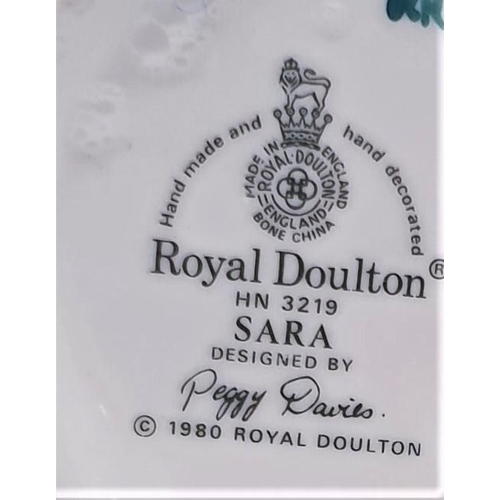 Hand made and hand decorated
MADE IN ENGLAND
ROYAL·DOULTON
ENGLAND
BONE CHINA
Royal Doulton®
HN 3219
SARA
DESIGNED BY
Peggy Davies.
© 1980 ROYAL DOULTON